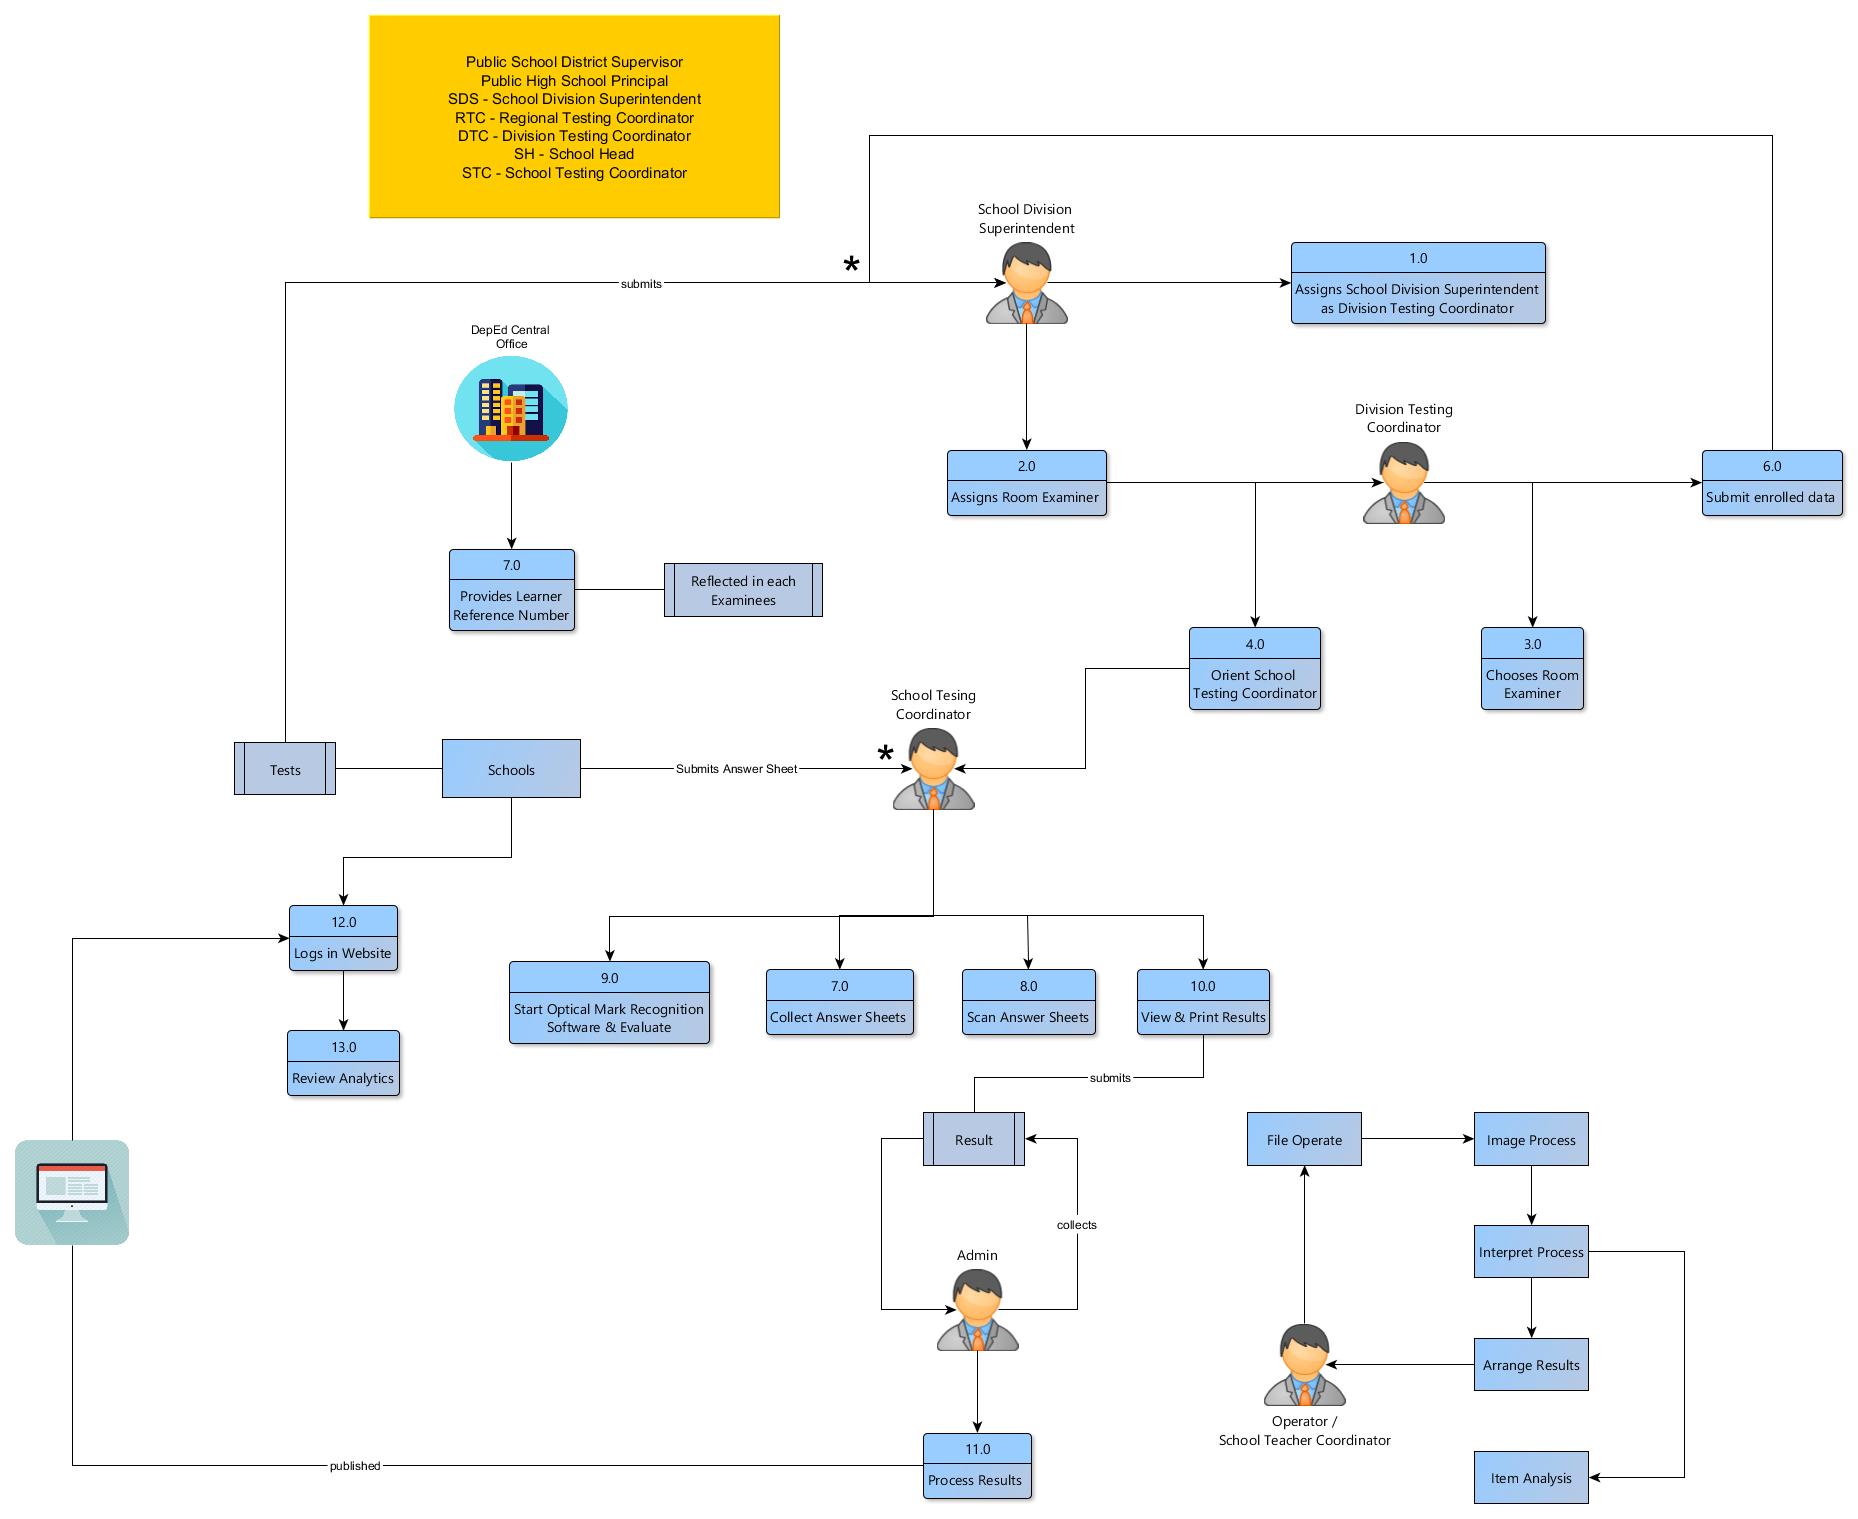 Public School District Supervisor
Public High School Principal
SDS - School Division Superintendent
RTC - Regional Testing Coordinator
DTC - Division Testing Coordinator
SH - School Head
STC - School Testing Coordinator
School Division
Superintendent
*
submits
1.0
Assigns School Division Superintendent
as Division Testing Coordinator
DepEd Central
Office
Division Testing
Coordinator
2.0
Assigns Room Examiner
6.0
Submit enrolled data
7.0
Provides Learner
Reference Number
Reflected in each
Examinees
4.0
Orient School
Testing Coordinator
3.0
Chooses Room
Examiner
School Tesing
Coordinator
*
Tests
Schools
Submits Answer Sheet
12.0
Logs in Website
9.0
Start Optical Mark Recognition
Software & Evaluate
7.0
Collect Answer Sheets
8.0
Scan Answer Sheets
10.0
View & Print Results
13.0
Review Analytics
submits
Result
File Operate
Image Process
collects
Admin
Interpret Process
Arrange Results
Operator /
School Teacher Coordinator
11.0
Process Results
published
Item Analysis